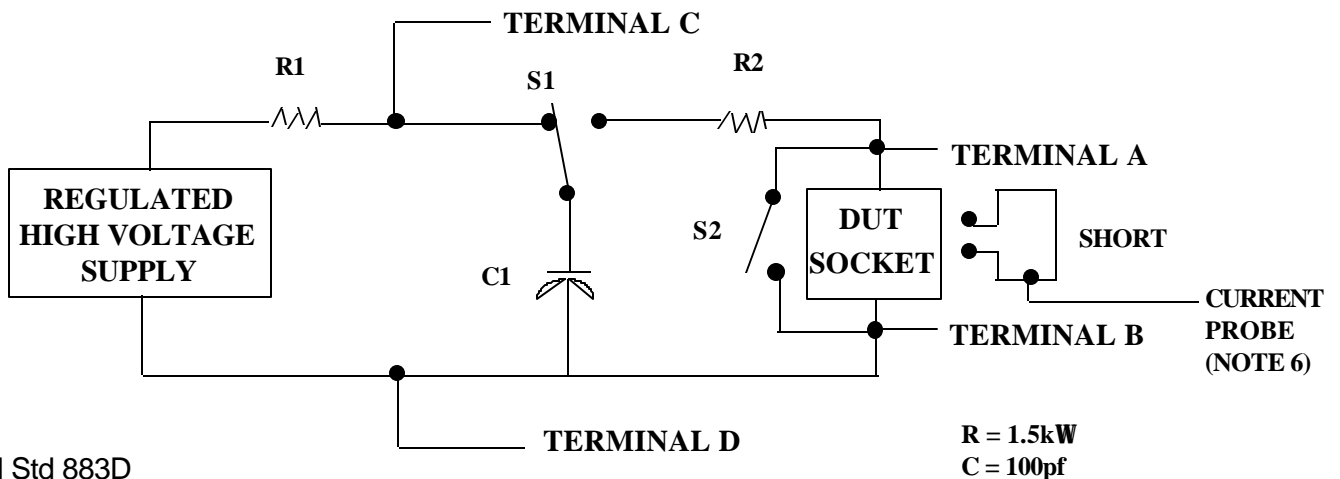 TERMINAL C
R1
S1
R2
TERMINAL A
REGULATED
HIGH VOLTAGE
SUPPLY
DUT
SOCKET
S2
SHORT
C1
CURRENT
PROBE
(NOTE 6)
TERMINAL B
TERMINAL D
R = 1.5kW
C = 100pf
l Std 883D